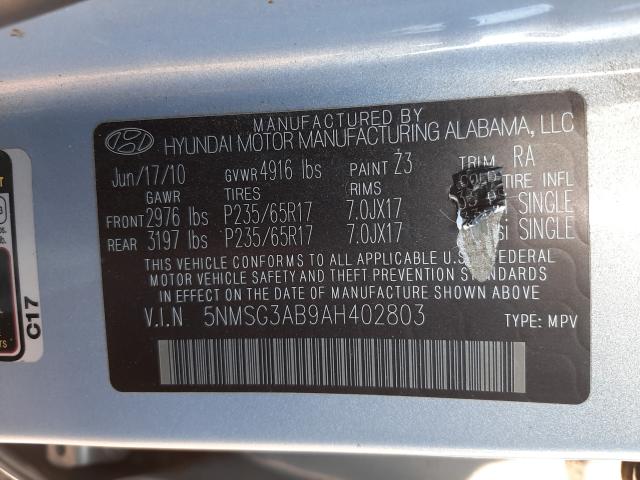 MANUFACTURED BY
HYUNDAI MOTOR MANUFACTURING ALABAMA, LLC
Jun/17/10 GVWR 4916 lbs PAINT Z3 TRIM RA
GAWR TIRES RIMS COLD TIRE INFL
FRONT 2976 lbs P235/65R17 7.0JX17 SINGLE
REAR 3197 lbs P235/65R17 7.0JX17 SINGLE
THIS VEHICLE CONFORMS TO ALL APPLICABLE U.S. FEDERAL
MOTOR VEHICLE SAFETY AND THEFT PREVENTION STANDARDS
IN EFFECT ON THE DATE OF MANUFACTURE SHOWN ABOVE.
V.I.N 5NMSG3AB9AH402803 TYPE: MPV
C17